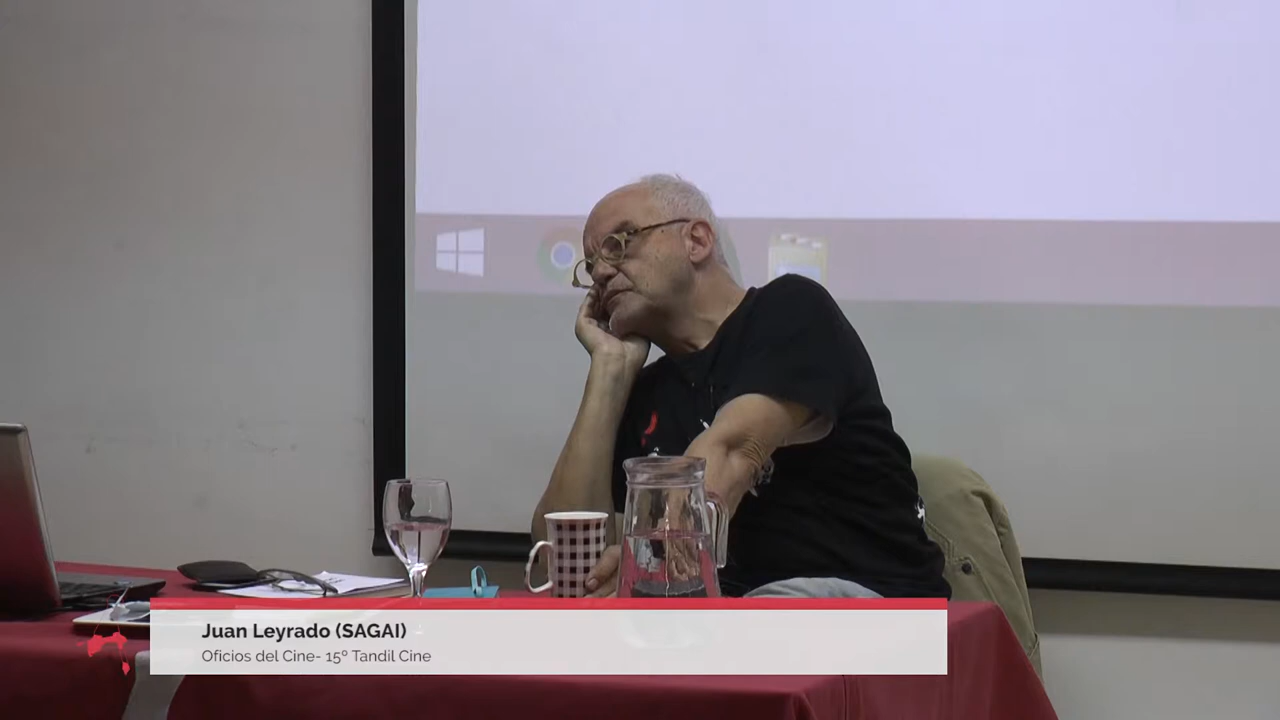 Juan Leyrado (SAGAI)
Oficios del Cine- 15º Tandil Cine